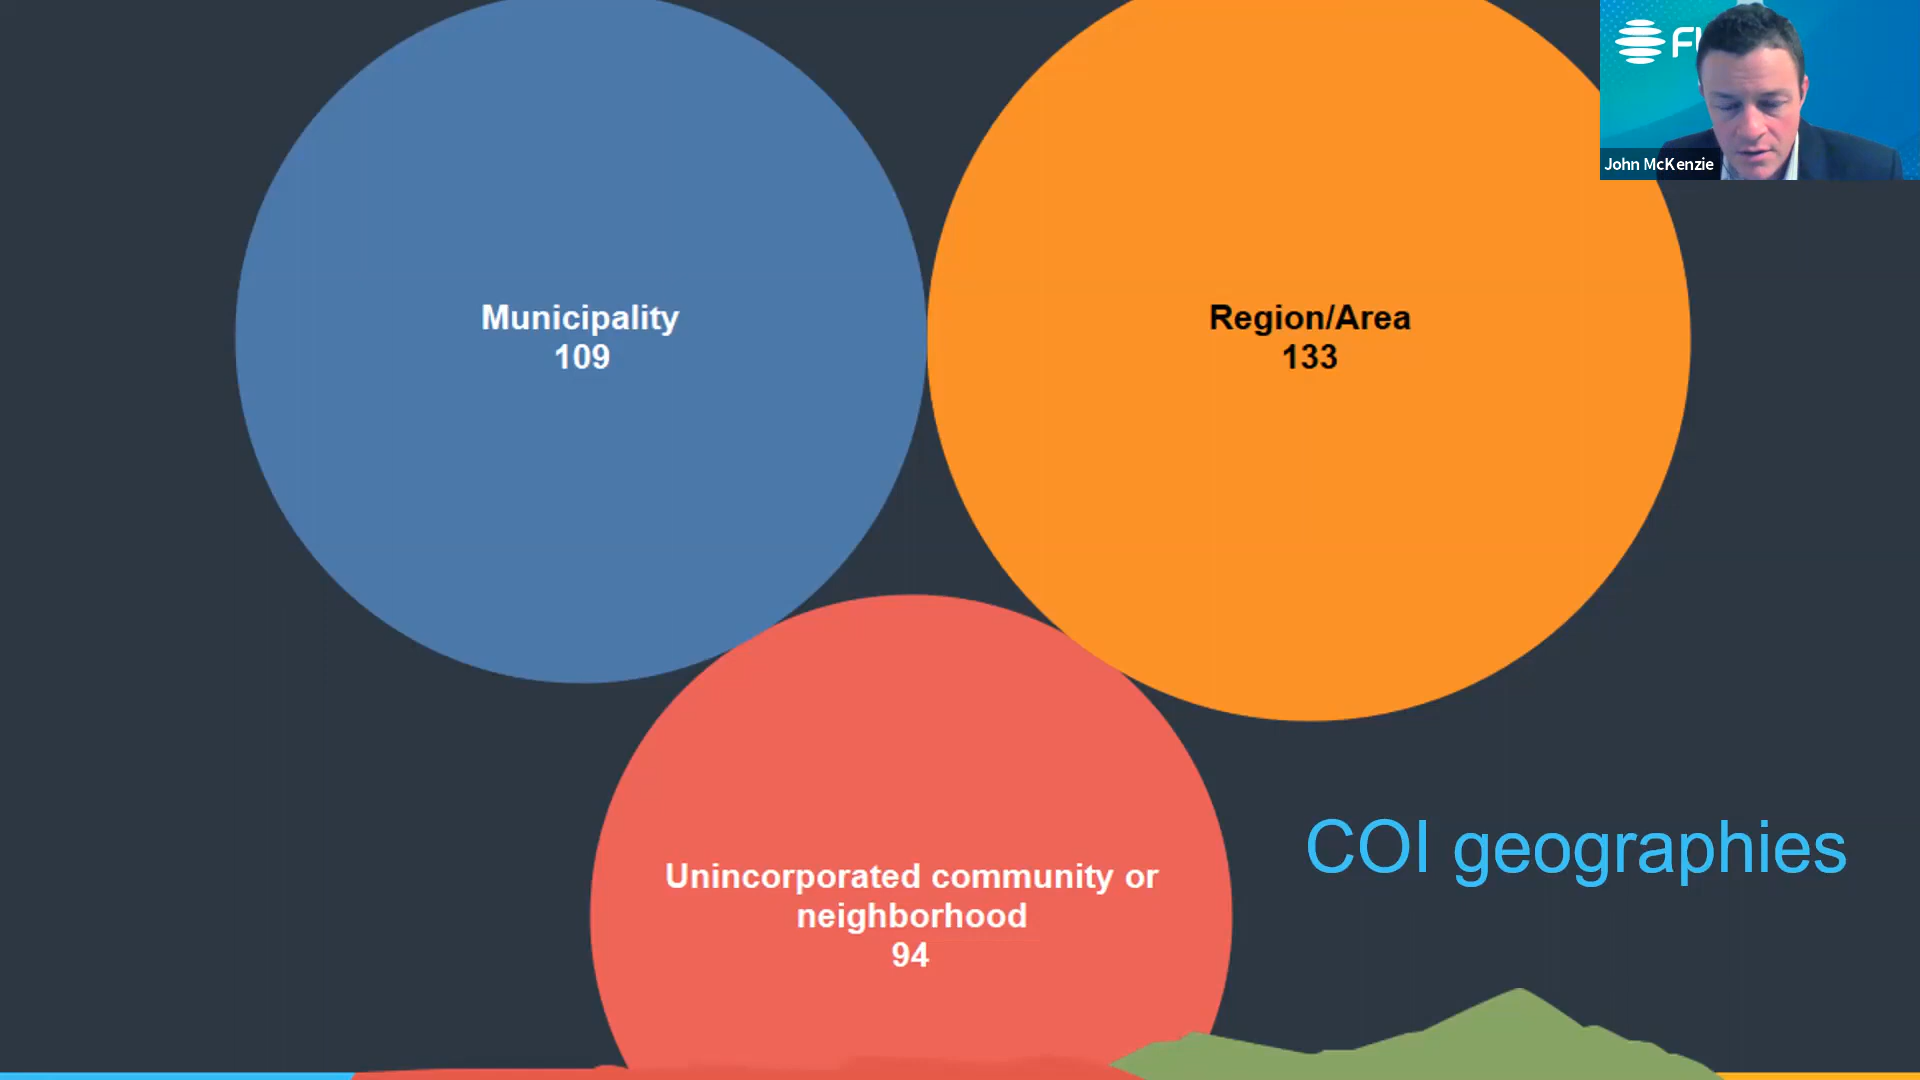 Municipality
109
Region/Area
133
John McKenzie
Unincorporated community or
neighborhood
94
COI geographies